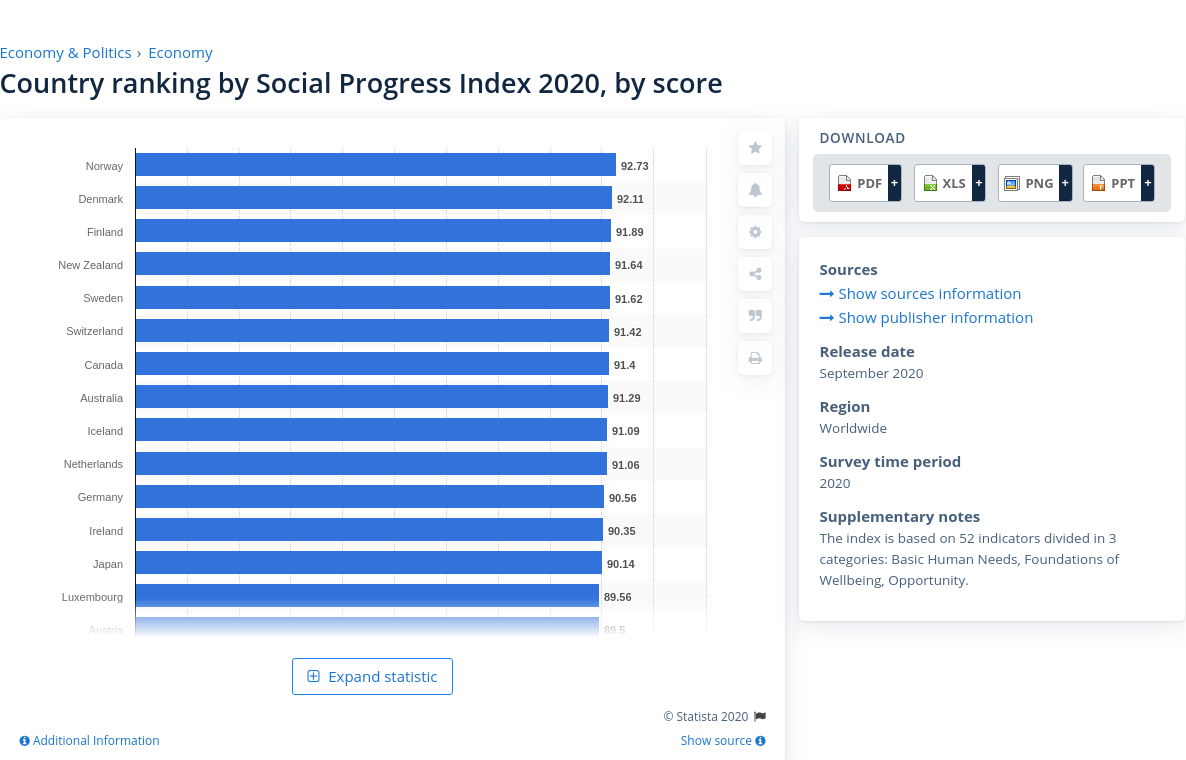 Economy & Politics › Economy
Country ranking by Social Progress Index 2020, by score
Norway 92.73
Denmark 92.11
Finland 91.89
New Zealand 91.64
Sweden 91.62
Switzerland 91.42
Canada 91.4
Australia 91.29
Iceland 91.09
Netherlands 91.06
Germany 90.56
Ireland 90.35
Japan 90.14
Luxembourg 89.56
Austria 89.5
Expand statistic
© Statista 2020
Additional Information
Show source
DOWNLOAD
PDF + XLS + PNG + PPT +
Sources
Show sources information
Show publisher information
Release date
September 2020
Region
Worldwide
Survey time period
2020
Supplementary notes
The index is based on 52 indicators divided in 3
categories: Basic Human Needs, Foundations of
Wellbeing, Opportunity.